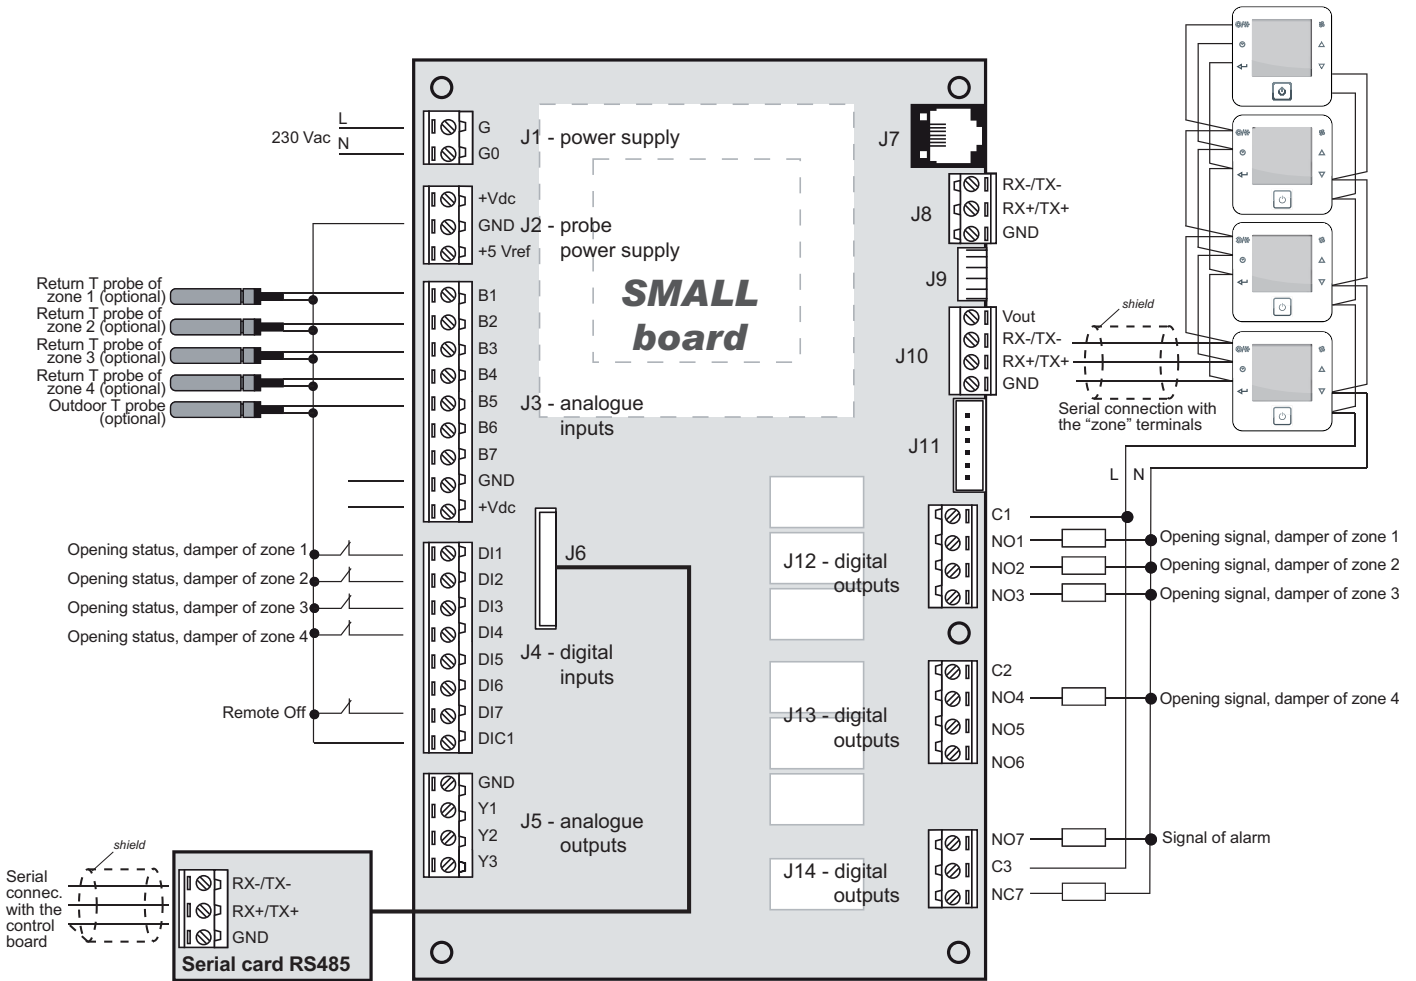 230 Vac
L
N
G
G0
J1 - power supply
+Vdc
GND
+5 Vref
J2 - probe
power supply
Return T probe of
zone 1 (optional)
Return T probe of
zone 2 (optional)
Return T probe of
zone 3 (optional)
Return T probe of
zone 4 (optional)
Outdoor T probe
(optional)
B1
B2
B3
B4
B5
B6
B7
GND
+Vdc
J3 - analogue
inputs
SMALL
board
Opening status, damper of zone 1
Opening status, damper of zone 2
Opening status, damper of zone 3
Opening status, damper of zone 4
Remote Off
DI1
DI2
DI3
DI4
DI5
DI6
DI7
DIC1
J6
J4 - digital
inputs
GND
Y1
Y2
Y3
J5 - analogue
outputs
shield
Serial
connec.
with the
control
board
RX-/TX-
RX+/TX+
GND
Serial card RS485
J7
J8
RX-/TX-
RX+/TX+
GND
J9
J10
Vout
RX-/TX-
RX+/TX+
GND
shield
Serial connection with
the “zone” terminals
J11
L
N
J12 - digital
outputs
C1
NO1
NO2
NO3
Opening signal, damper of zone 1
Opening signal, damper of zone 2
Opening signal, damper of zone 3
J13 - digital
outputs
C2
NO4
NO5
NO6
Opening signal, damper of zone 4
J14 - digital
outputs
NO7
C3
NC7
Signal of alarm